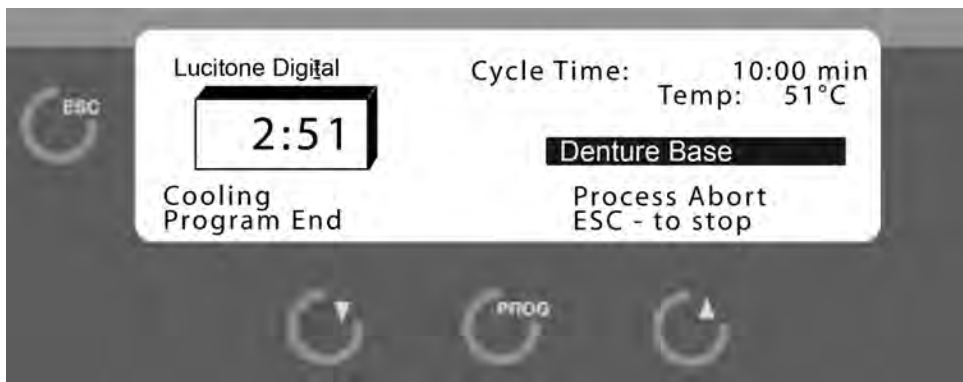 ESC
Lucitone Digital
2:51
Cooling
Program End
Cycle Time: 10:00 min
Temp: 51°C
Denture Base
Process Abort
ESC - to stop
PROG